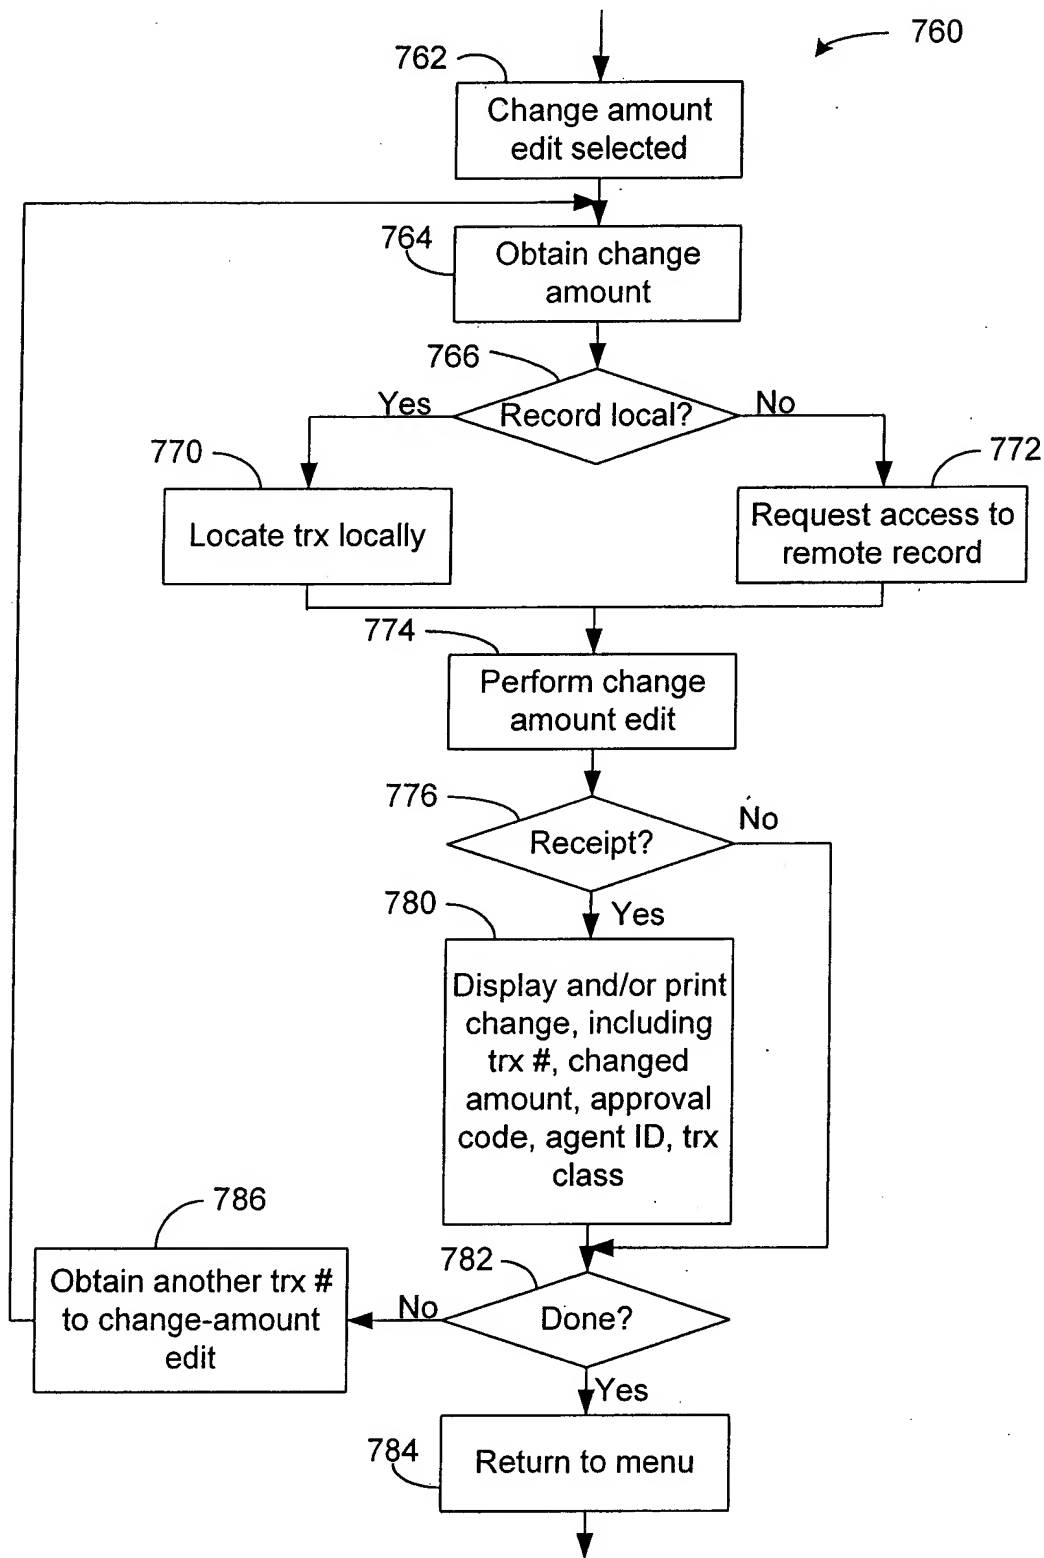 760
762
Change amount
edit selected
764
Obtain change
amount
766
Yes
Record local?
No
770
772
Locate trx locally
Request access to
remote record
774
Perform change
amount edit
776
Receipt?
No
780
Yes
Display and/or print
change, including
trx #, changed
amount, approval
code, agent ID, trx
class
786
782
Obtain another trx #
to change-amount
edit
No
Done?
Yes
784
Return to menu